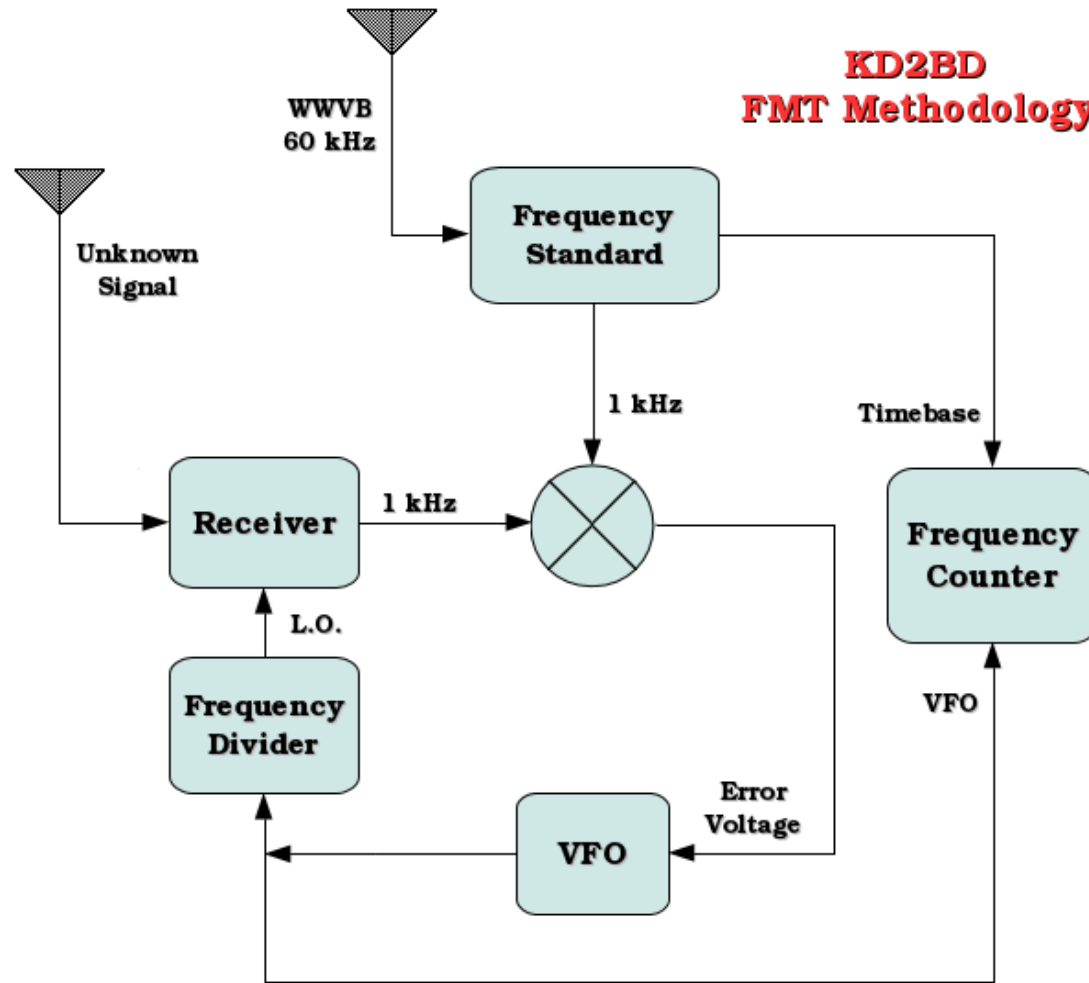 KD2BD
FMT Methodology
WWVB
60 kHz
Unknown
Signal
Frequency
Standard
1 kHz
Timebase
Receiver
1 kHz
Frequency
Counter
L.O.
Frequency
Divider
VFO
Error
Voltage
VFO